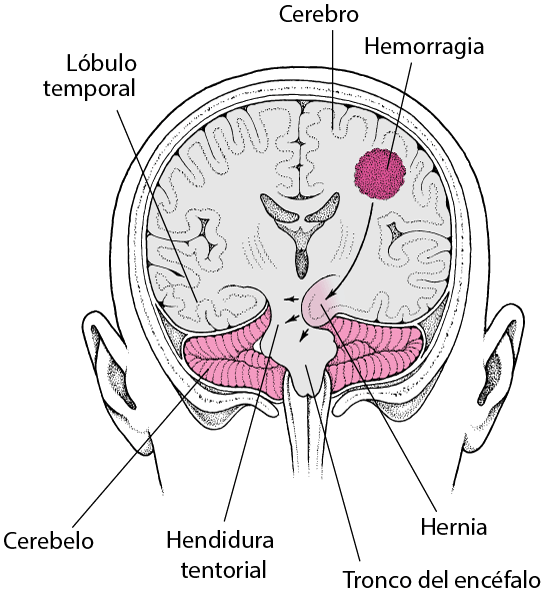 Cerebro
Hemorragia
Lóbulo
temporal
Cerebelo
Hendidura
tentorial
Hernia
Tronco del encéfalo